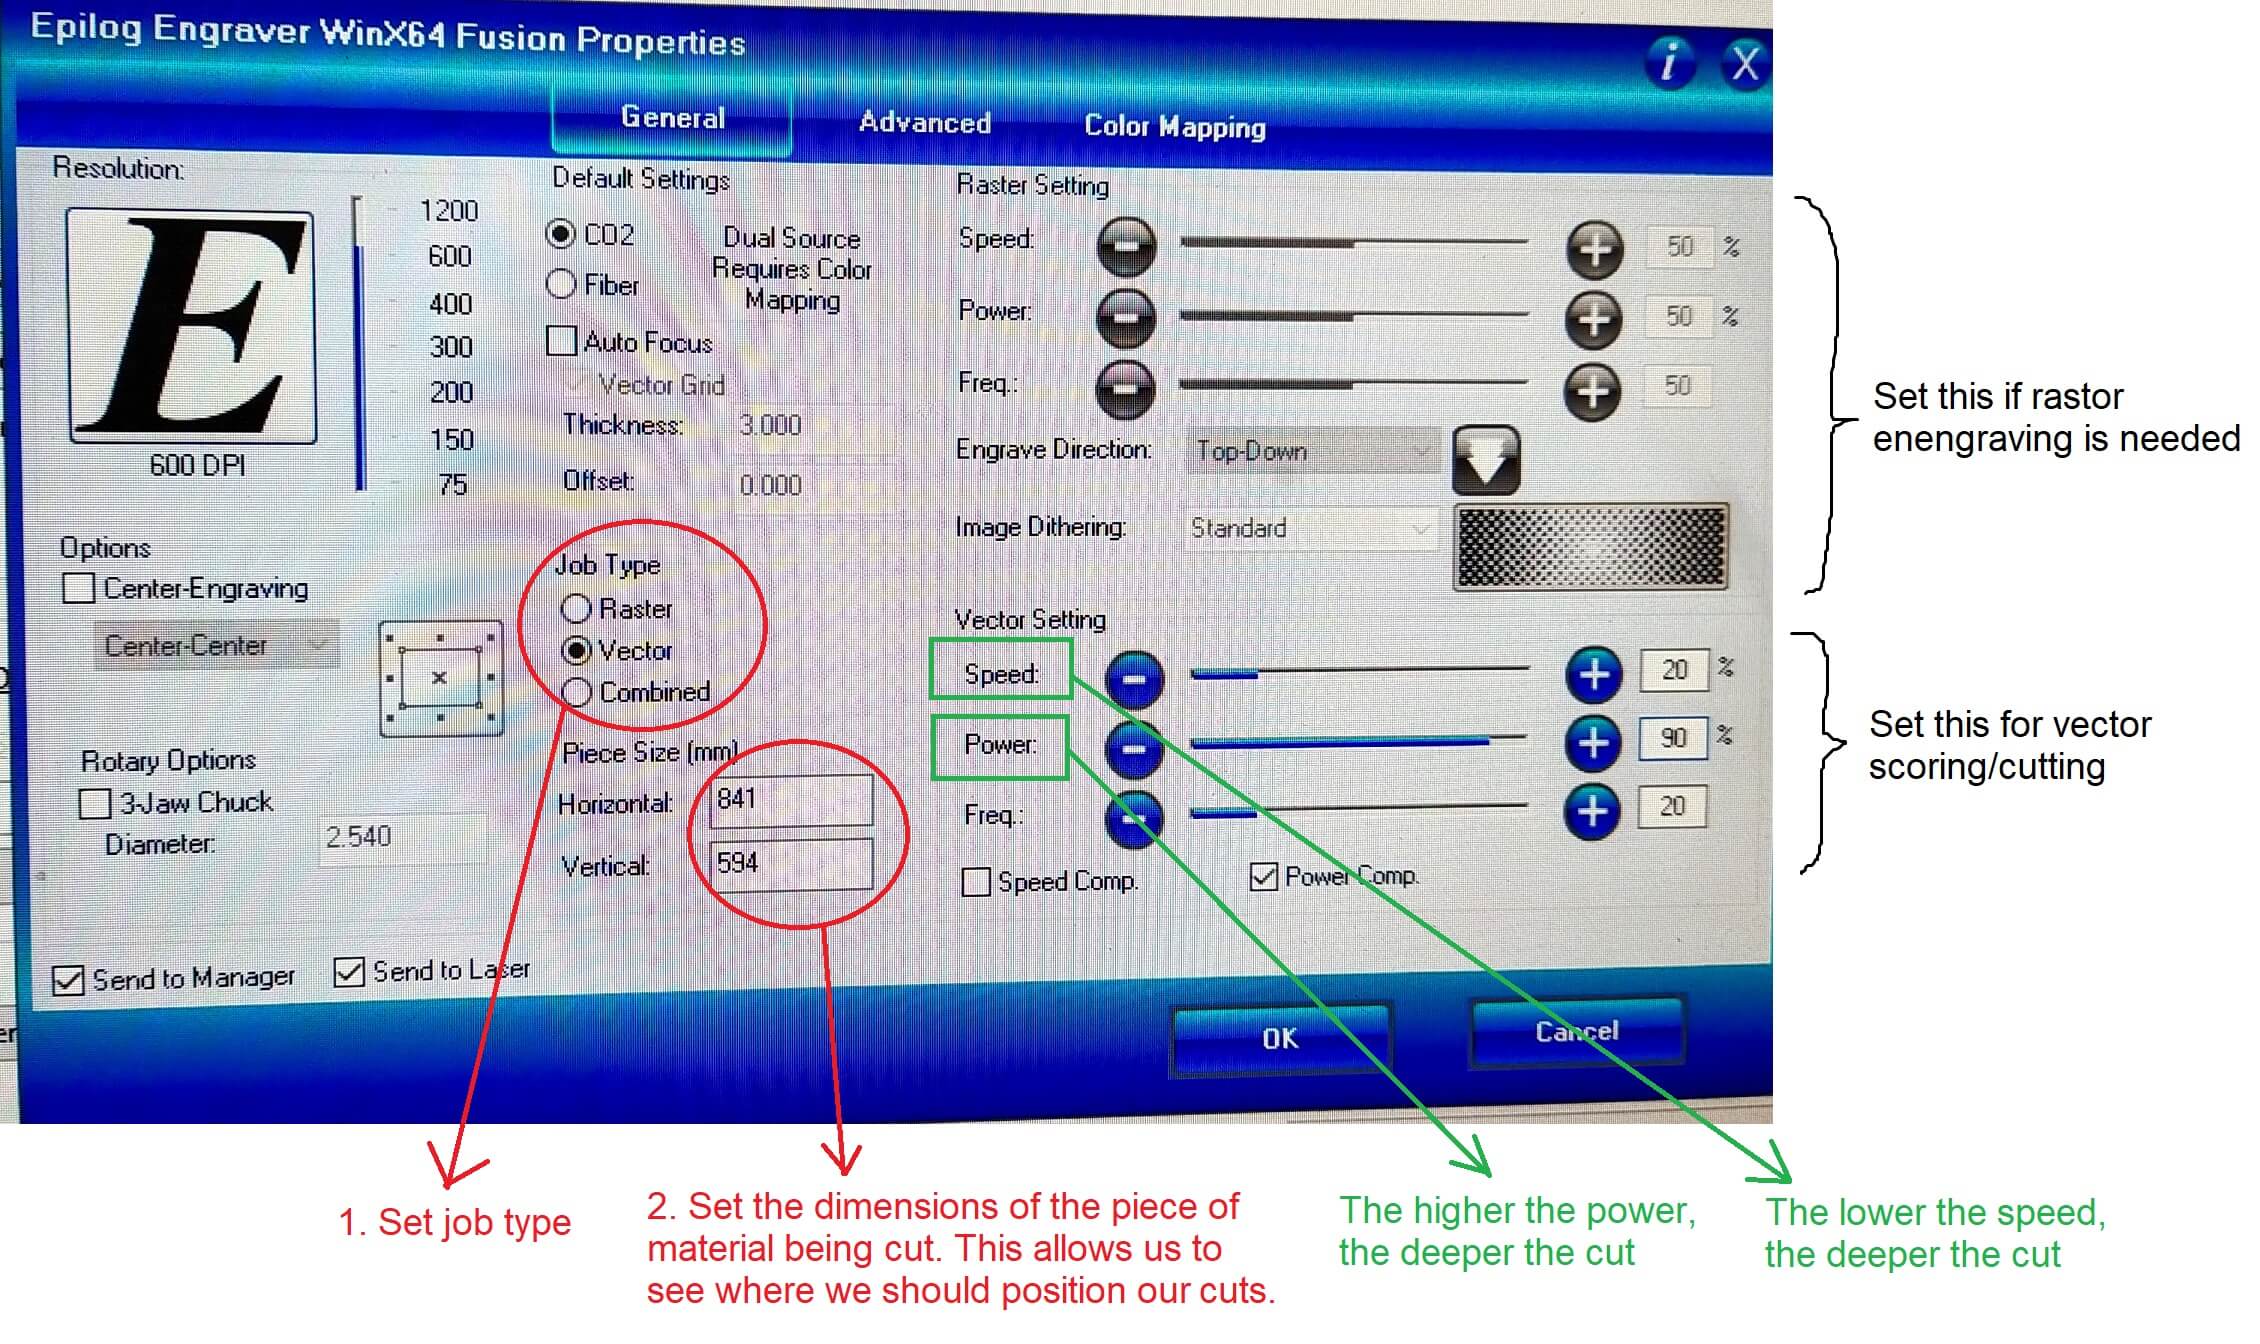 Epilog Engraver WinX64 Fusion Properties
i X
General Advanced Color Mapping
Resolution:
E
600 DPI
1200
600
400
300
200
150
75
Default Settings
CO2
Fiber
Dual Source
Requires Color
Mapping
Auto Focus
Vector Grid
Thickness: 3.000
Offset: 0.000
Raster Setting
Speed: - + 50 %
Power: - + 50 %
Freq.: - + 50
Engrave Direction: Top-Down
Image Dithering: Standard
Options
Center-Engraving
Center-Center
Job Type
Raster
Vector
Combined
Vector Setting
Speed: - + 20 %
Power: - + 90 %
Freq.: - + 20
Speed Comp. Power Comp.
Rotary Options
3-Jaw Chuck
Diameter: 2.540
Piece Size (mm)
Horizontal: 841
Vertical: 594
Send to Manager Send to Laser
OK Cancel
Set this if rastor
enengraving is needed
Set this for vector
scoring/cutting
1. Set job type
2. Set the dimensions of the piece of
material being cut. This allows us to
see where we should position our cuts.
The higher the power,
the deeper the cut
The lower the speed,
the deeper the cut